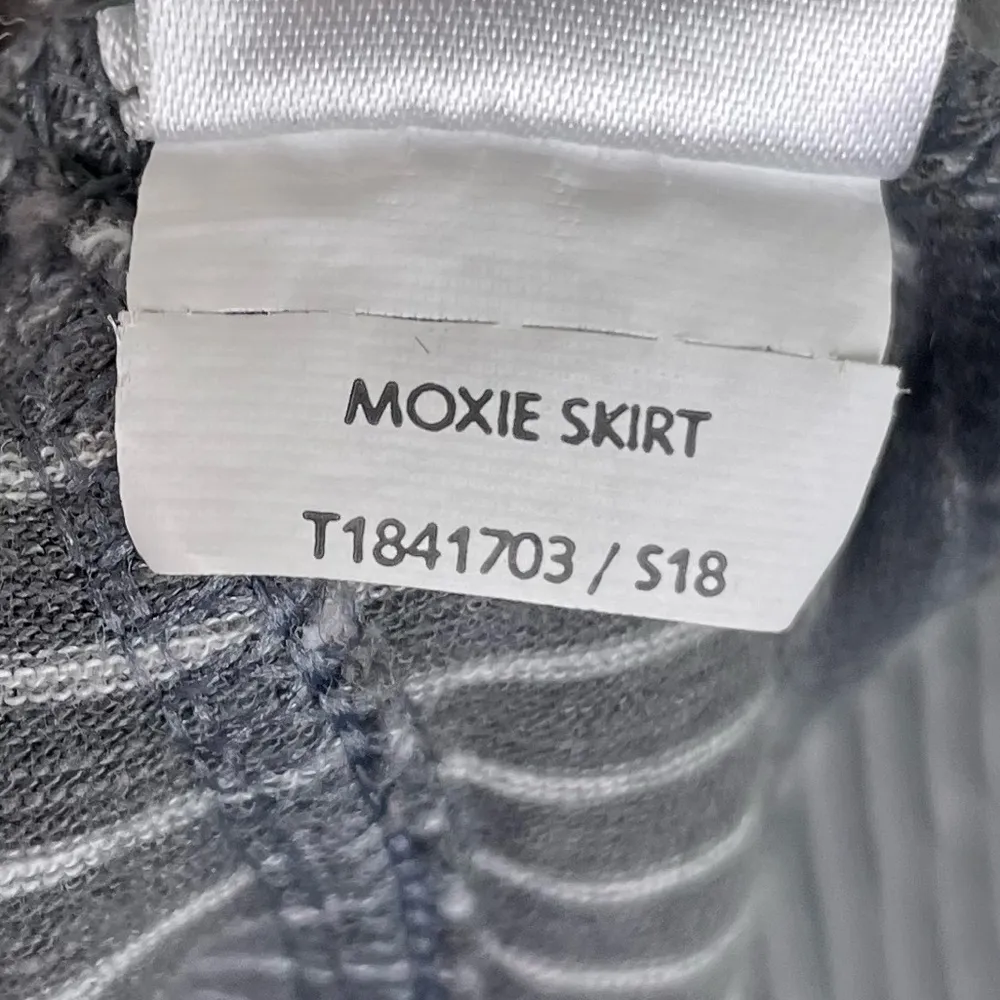 MOXIE SKIRT
T1841703 / S18